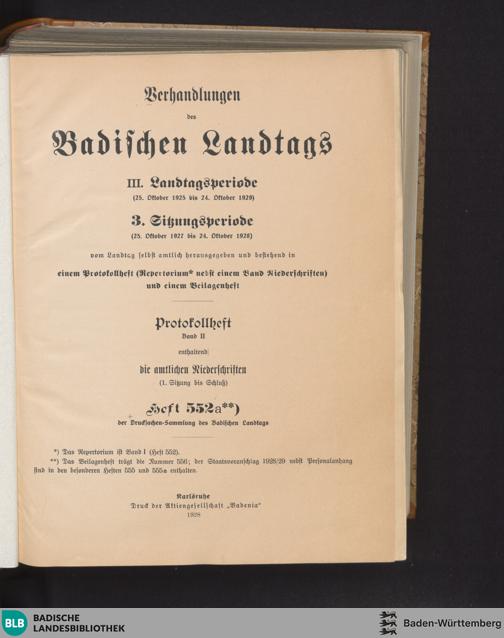 Verhandlungen
des
Badischen Landtags
III. Landtagsperiode
(25. Oktober 1925 bis 24. Oktober 1929)
3. Sitzungsperiode
(25. Oktober 1927 bis 24. Oktober 1928)
vom Landtag selbst amtlich herausgegeben und bestehend in
einem Protokollheft (Repertorium* nebst einem Band Niederschriften)
und einem Beilagenheft
Protokollheft
Band II
enthaltend
die amtlichen Niederschriften
(1. Sitzung bis Schluß)
Heft 552a**)
der Drucksachen-Sammlung des Badischen Landtags
*) Das Repertorium ist Band I (Heft 552).
**) Das Beilagenheft trägt die Nummer 556; der Staatsvoranschlag 1928/29 nebst Personalanhang
sind in den besonderen Heften 555 und 555a enthalten.
Karlsruhe
Druck der Aktiengesellschaft „Badenia“
1928
BLB BADISCHE
LANDESBIBLIOTHEK
Baden-Württemberg